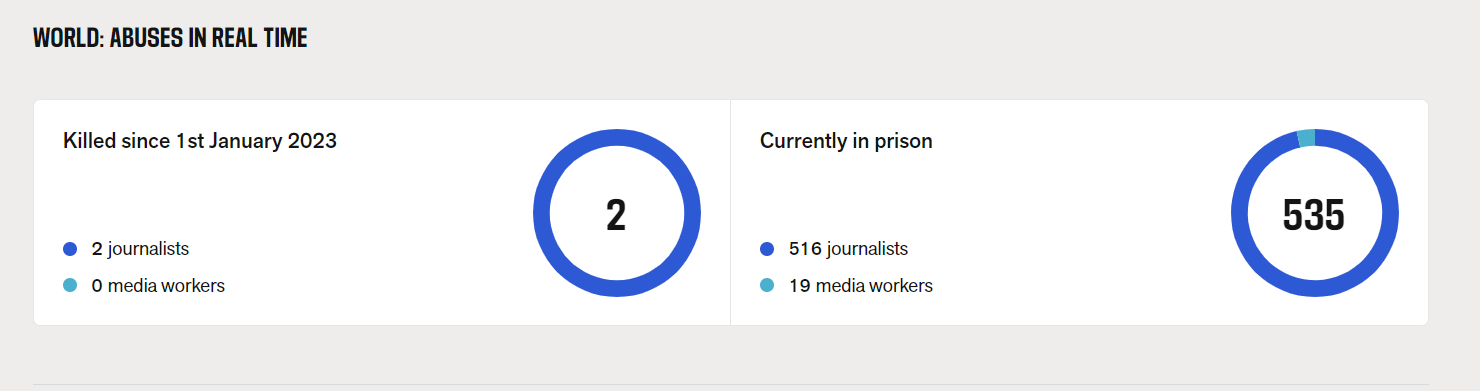 WORLD: ABUSES IN REAL TIME
Killed since 1st January 2023
2
2 journalists
0 media workers
Currently in prison
535
516 journalists
19 media workers